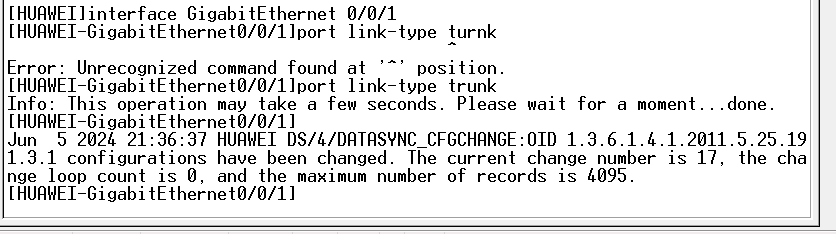 [HUAWEI]interface GigabitEthernet 0/0/1
[HUAWEI-GigabitEthernet0/0/1]port link-type turnk
^
Error: Unrecognized command found at '^' position.
[HUAWEI-GigabitEthernet0/0/1]port link-type trunk
Info: This operation may take a few seconds. Please wait for a moment...done.
[HUAWEI-GigabitEthernet0/0/1]
Jun  5 2024 21:36:37 HUAWEI DS/4/DATASYNC_CFGCHANGE:OID 1.3.6.1.4.1.2011.5.25.19
1.3.1 configurations have been changed. The current change number is 17, the cha
nge loop count is 0, and the maximum number of records is 4095.
[HUAWEI-GigabitEthernet0/0/1]